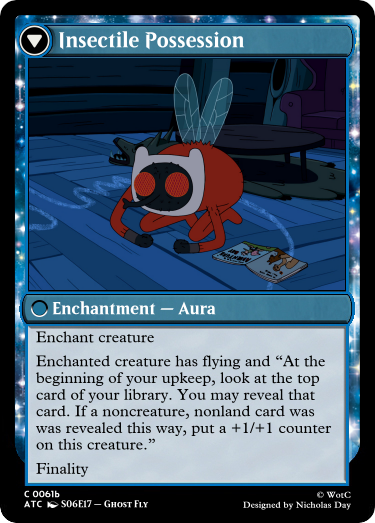 Insectile Possession
Enchantment — Aura
Enchant creature
Enchanted creature has flying and “At the
beginning of your upkeep, look at the top
card of your library. You may reveal that
card. If a noncreature, nonland card was
was revealed this way, put a +1/+1 counter
on this creature.”
Finality
C 0061b
© WotC
ATC S06E17 – Ghost Fly
Designed by Nicholas Day